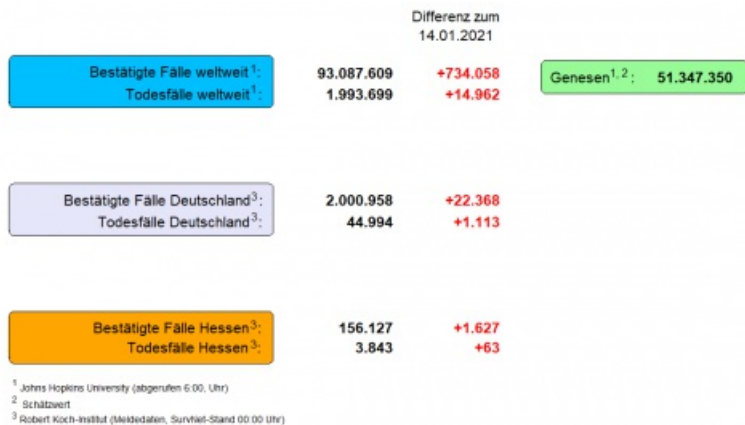 Differenz zum
14.01.2021
Bestätigte Fälle weltweit¹: 93.087.609 +734.058 Genesen¹,²: 51.347.350
Todesfälle weltweit¹: 1.993.699 +14.962
Bestätigte Fälle Deutschland³: 2.000.958 +22.368
Todesfälle Deutschland³: 44.994 +1.113
Bestätigte Fälle Hessen³: 156.127 +1.627
Todesfälle Hessen³: 3.843 +63
¹ Johns Hopkins University (abgerufen 6:00, Uhr)
² Schätzwert
³ Robert Koch-Institut (Meldedaten, SurvNet-Stand 00:00 Uhr)